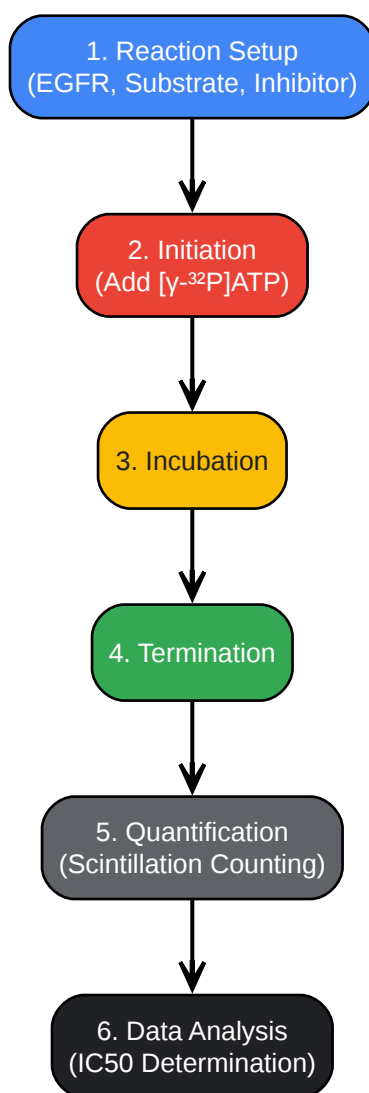 1. Reaction Setup
(EGFR, Substrate, Inhibitor)
2. Initiation
(Add [γ-³²P]ATP)
3. Incubation
4. Termination
5. Quantification
(Scintillation Counting)
6. Data Analysis
(IC50 Determination)